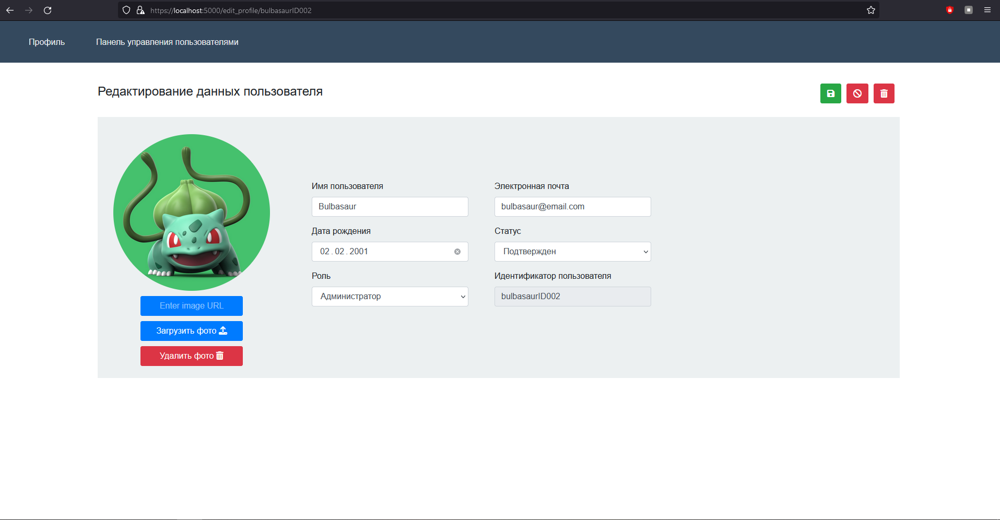 https://localhost:5000/edit_profile/bulbasaurID002
Профиль Панель управления пользователями
Редактирование данных пользователя
Имя пользователя Электронная почта
Bulbasaur bulbasaur@email.com
Дата рождения Статус
02.02.2001 Подтвержден
Роль Идентификатор пользователя
Администратор bulbasaurID002
Enter image URL
Загрузить фото
Удалить фото